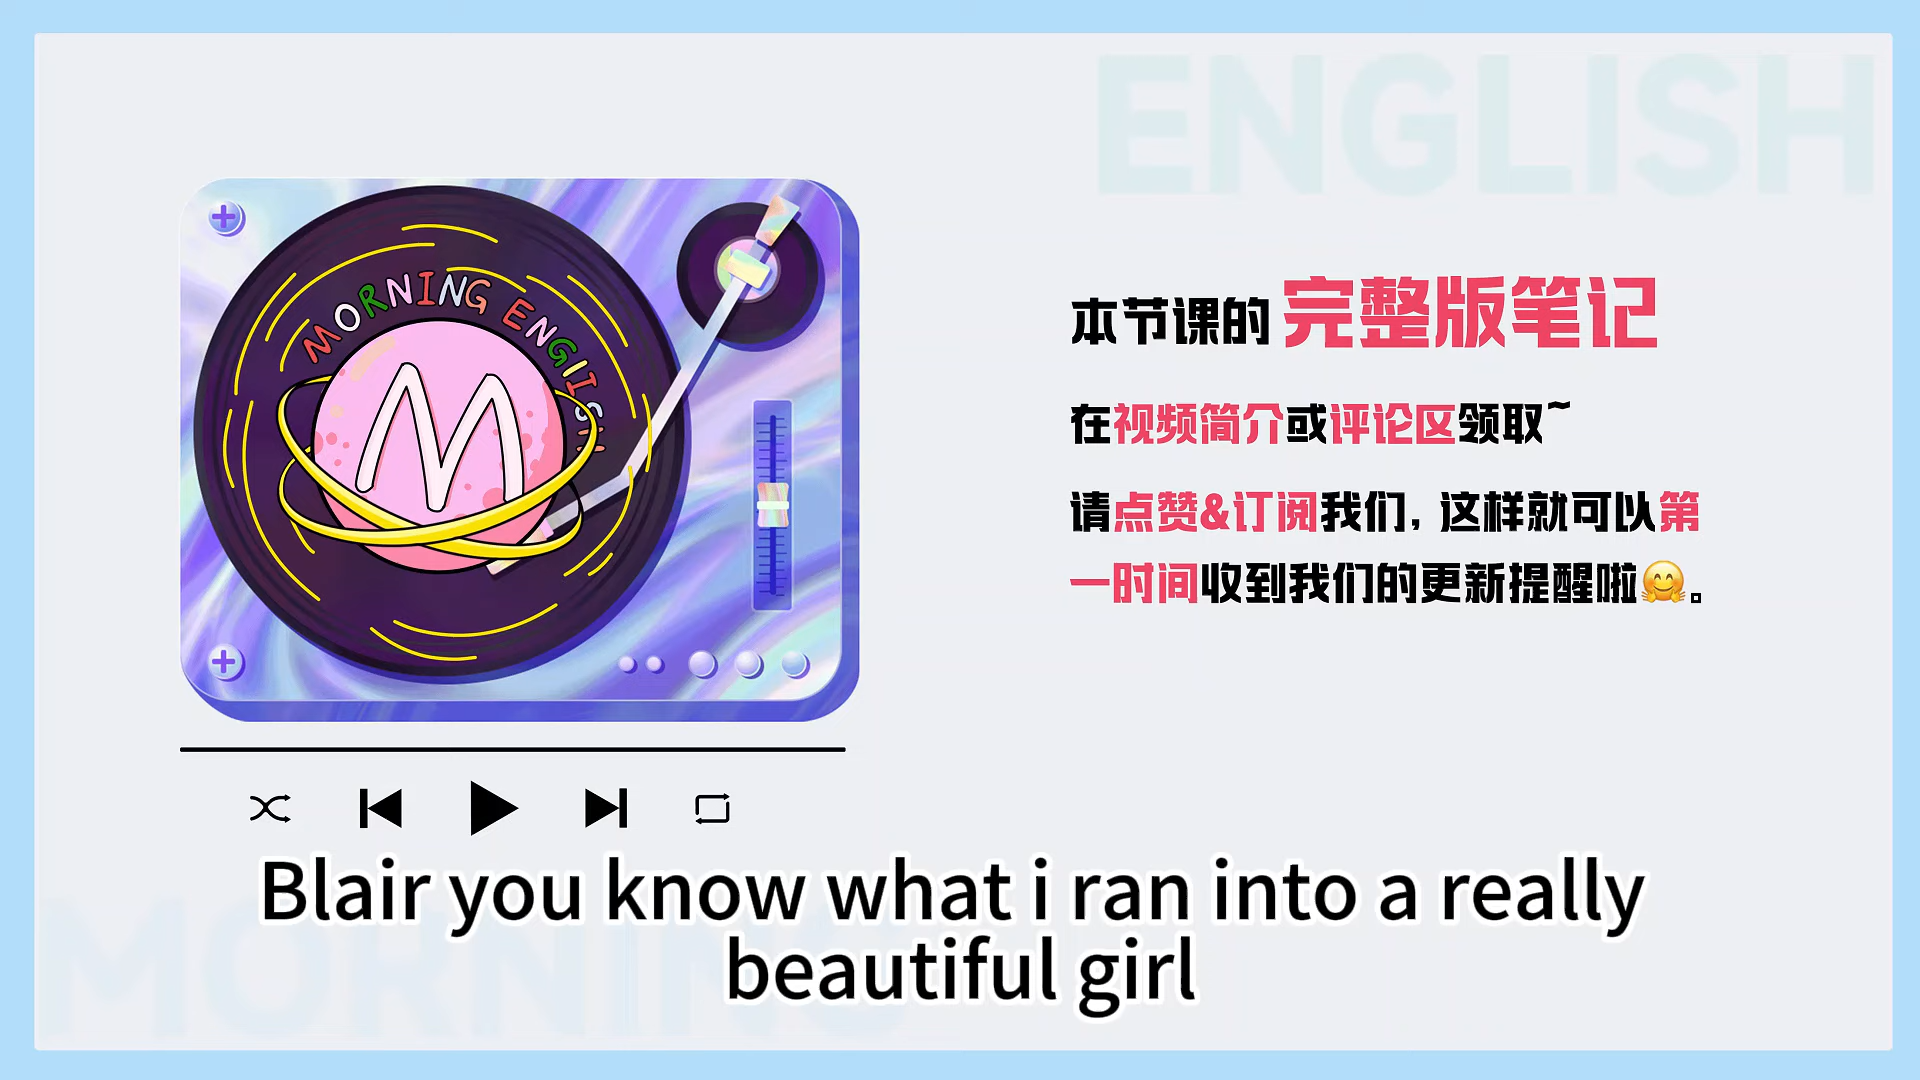 ENGLISH
MORNING ENGLISH
M
本节课的 完整版笔记
在视频简介或评论区领取~
请点赞&订阅我们，这样就可以第
一时间收到我们的更新提醒啦🤗。
MORNING
Blair you know what i ran into a really
beautiful girl